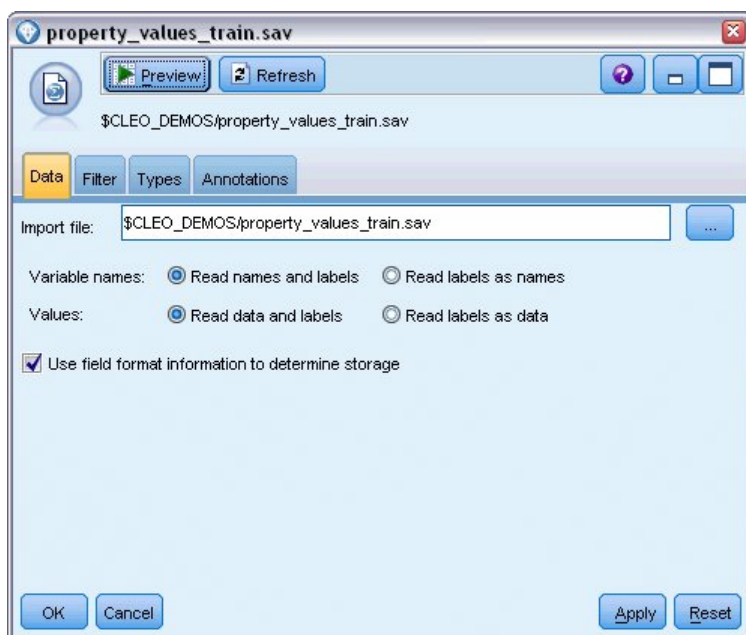 property_values_train.sav
Preview Refresh
$CLEO_DEMOS/property_values_train.sav
Data Filter Types Annotations
Import file: $CLEO_DEMOS/property_values_train.sav ...
Variable names: Read names and labels Read labels as names
Values: Read data and labels Read labels as data
Use field format information to determine storage
OK Cancel Apply Reset